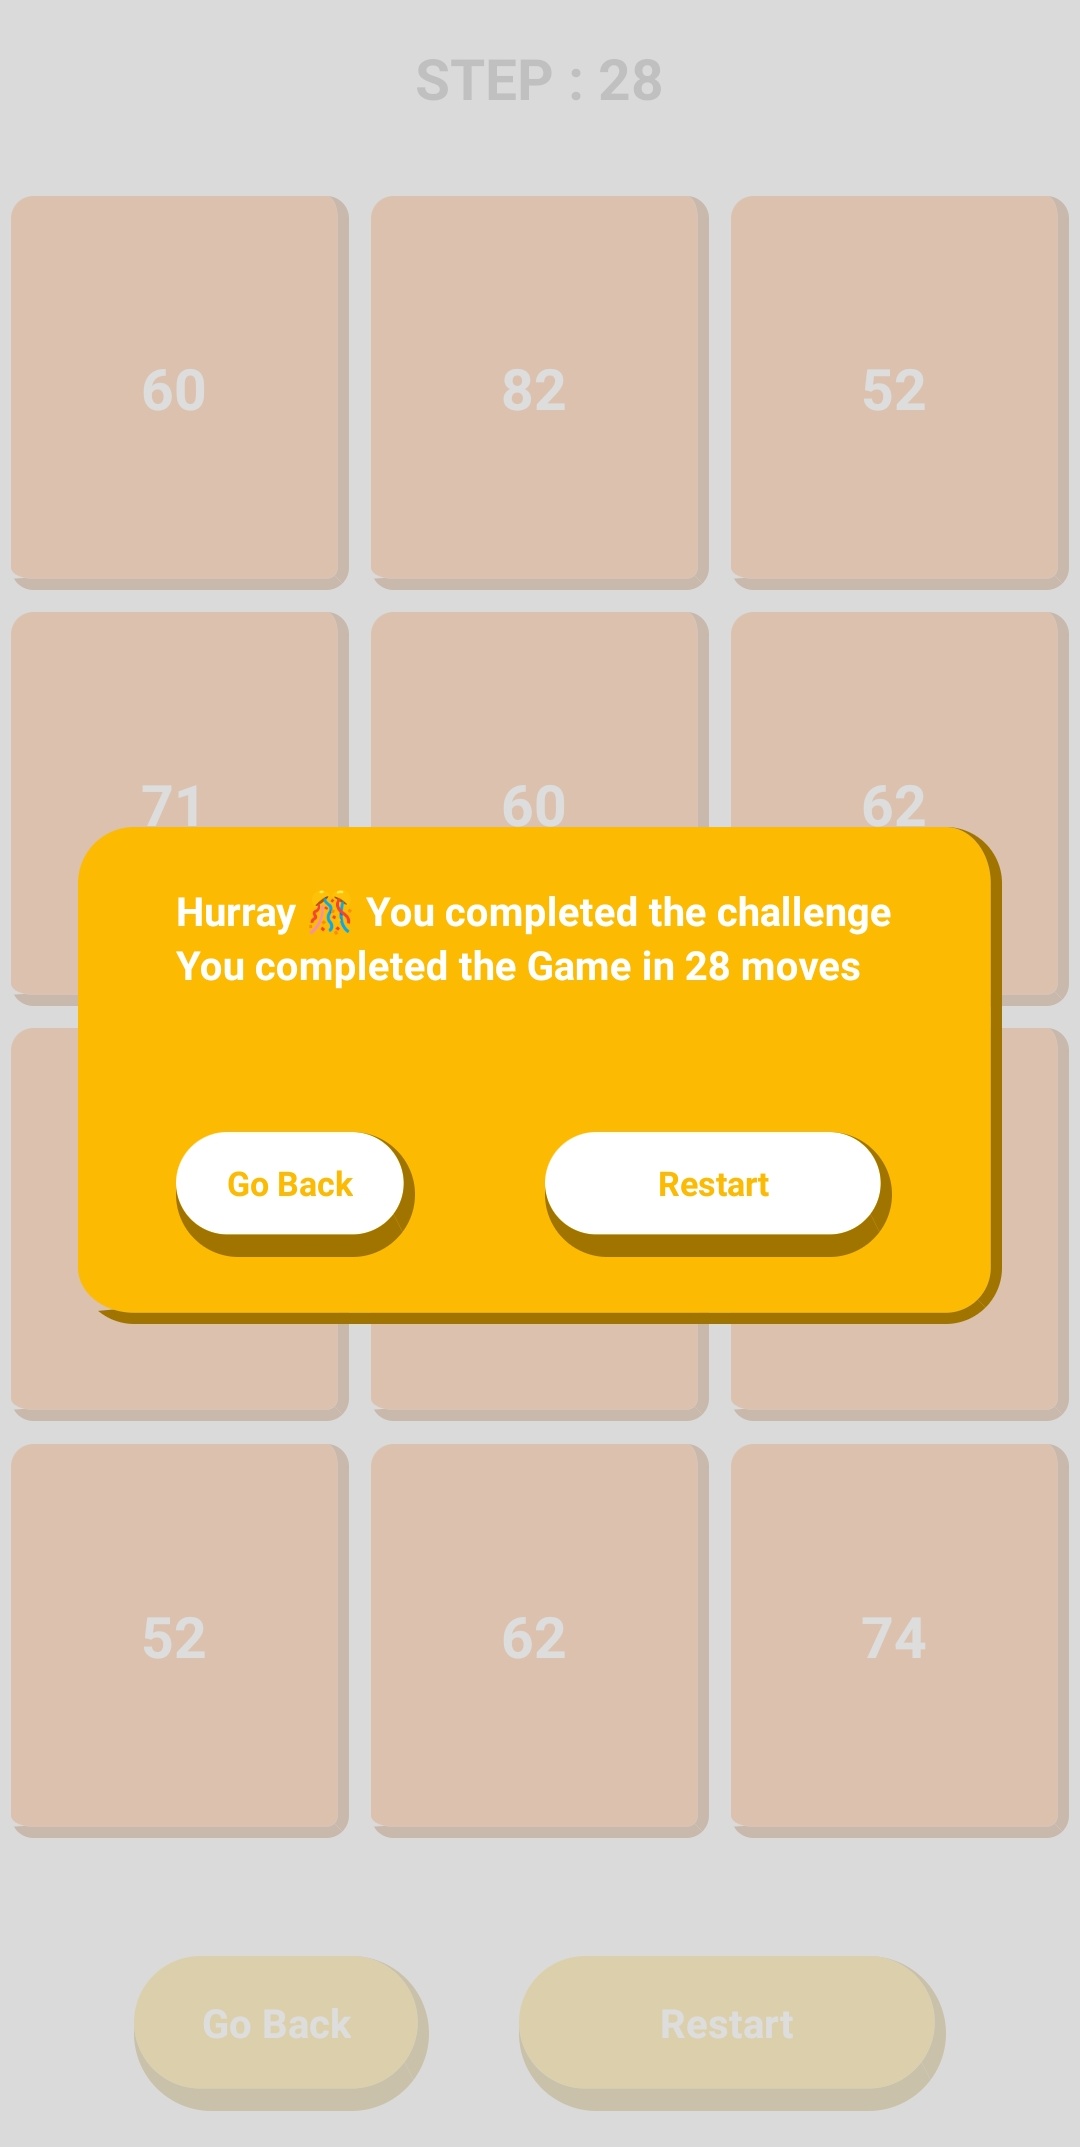 STEP : 28
60 82 52
71 60 62
Hurray 🎊 You completed the challenge
You completed the Game in 28 moves
Go Back Restart
52 62 74
Go Back Restart